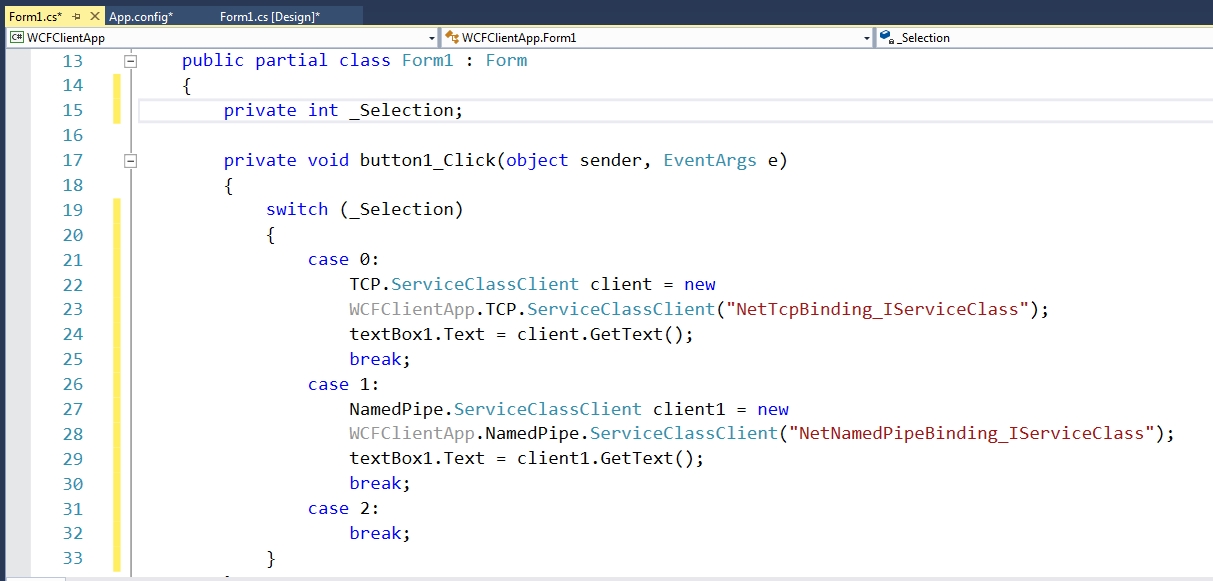 Form1.cs* App.config* Form1.cs [Design]*
C# WCFClientApp WCFClientApp.Form1 _Selection
13 public partial class Form1 : Form
14 {
15 private int _Selection;
16
17 private void button1_Click(object sender, EventArgs e)
18 {
19 switch (_Selection)
20 {
21 case 0:
22 TCP.ServiceClassClient client = new
23 WCFClientApp.TCP.ServiceClassClient("NetTcpBinding_IServiceClass");
24 textBox1.Text = client.GetText();
25 break;
26 case 1:
27 NamedPipe.ServiceClassClient client1 = new
28 WCFClientApp.NamedPipe.ServiceClassClient("NetNamedPipeBinding_IServiceClass");
29 textBox1.Text = client1.GetText();
30 break;
31 case 2:
32 break;
33 }